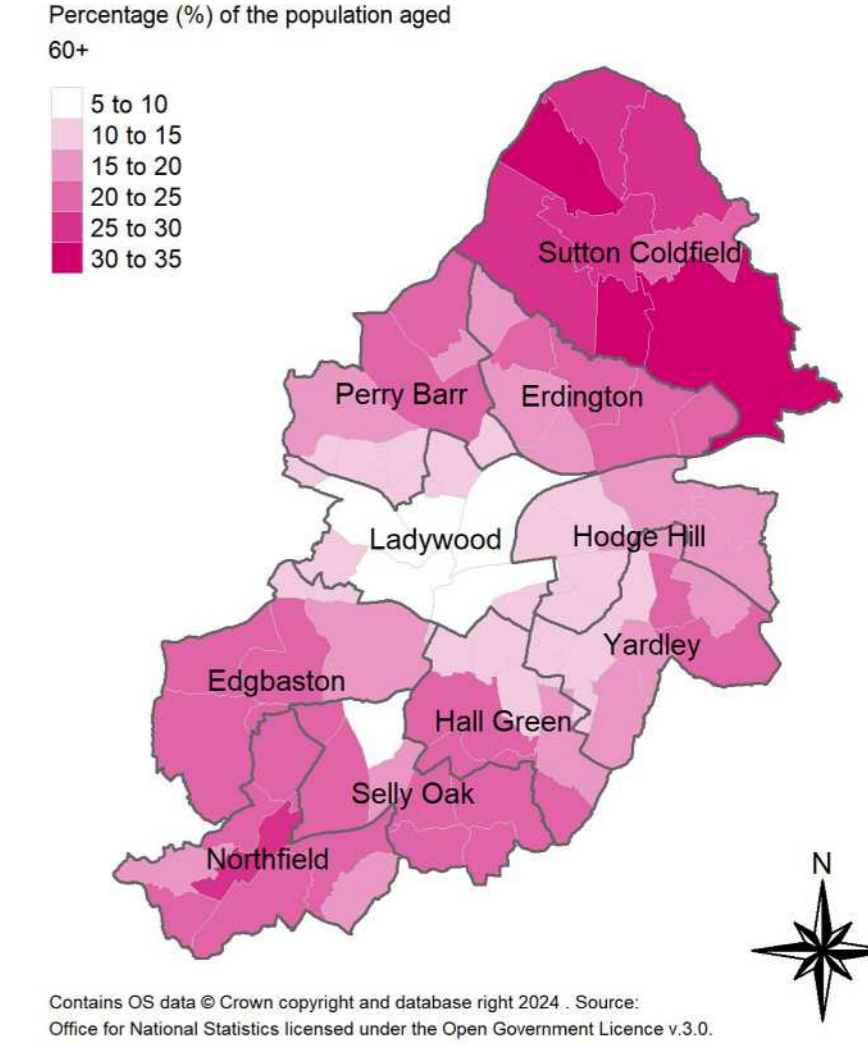 Percentage (%) of the population aged
60+
5 to 10
10 to 15
15 to 20
20 to 25
25 to 30
30 to 35
Sutton Coldfield
Perry Barr
Erdington
Ladywood
Hodge Hill
Yardley
Edgbaston
Hall Green
Selly Oak
Northfield
N
Contains OS data © Crown copyright and database right 2024 . Source:
Office for National Statistics licensed under the Open Government Licence v.3.0.